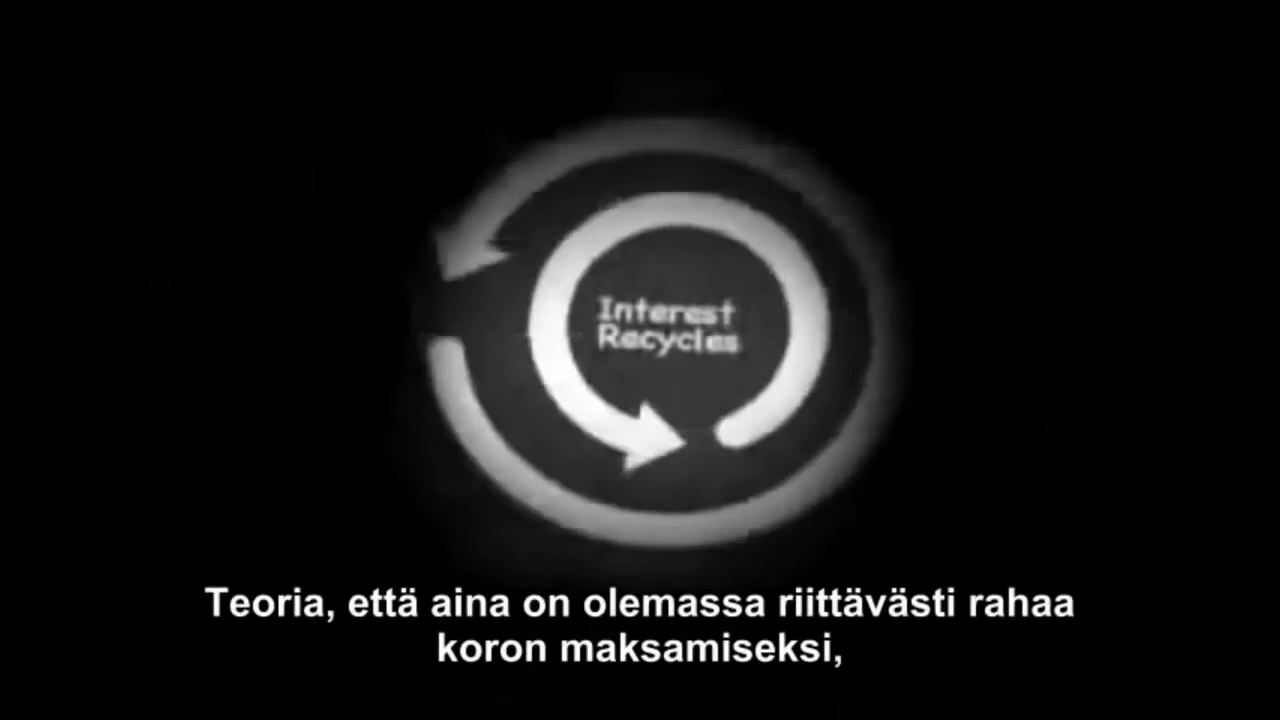 Interest
Recycles
Teoria, että aina on olemassa riittävästi rahaa
koron maksamiseksi,